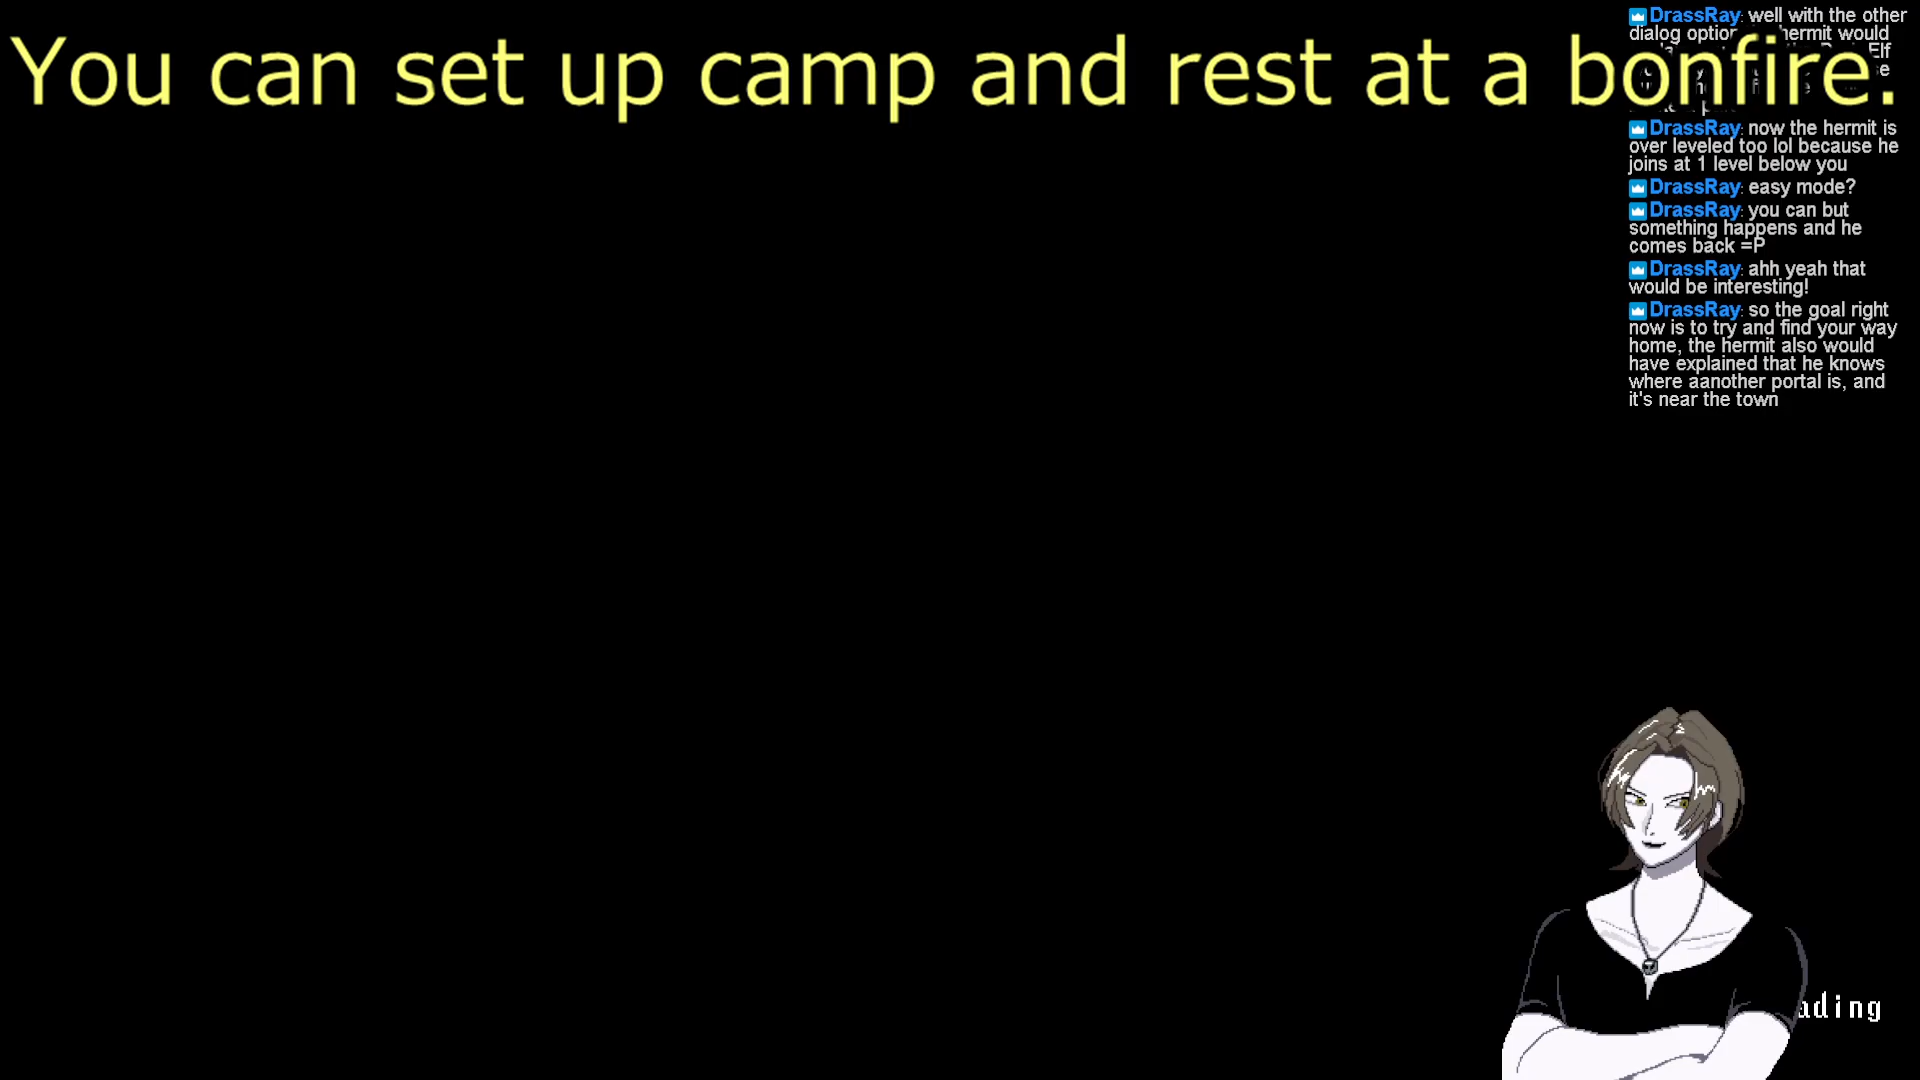 You can set up camp and rest at a bonfire.
DrassRay: well with the other
dialog hermit would
Elf
DrassRay: now the hermit is
over leveled too lol because he
joins at 1 level below you
DrassRay: easy mode?
DrassRay: you can but
something happens and he
comes back =P
DrassRay: ahh yeah that
would be interesting!
DrassRay: so the goal right
now is to try and find your way
home, the hermit also would
have explained that he knows
where aanother portal is, and
it's near the town
ading